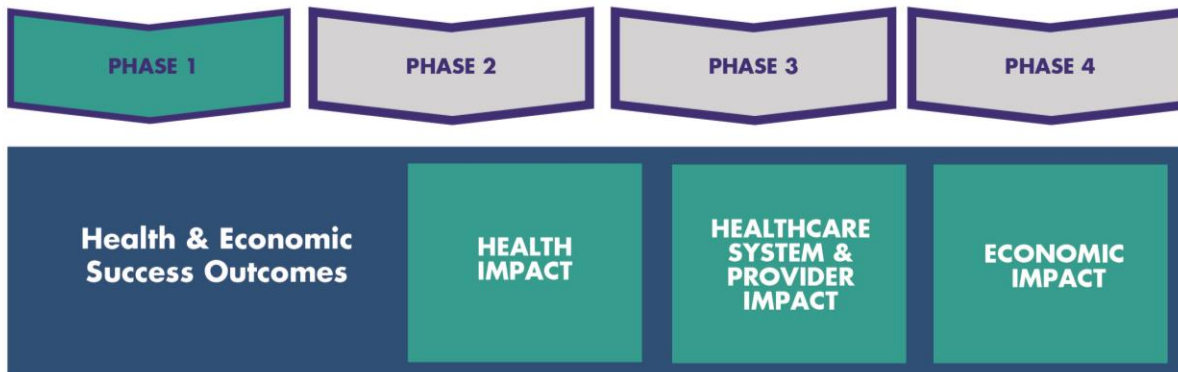 PHASE 1
PHASE 2
PHASE 3
PHASE 4
Health & Economic
Success Outcomes
HEALTH
IMPACT
HEALTHCARE
SYSTEM &
PROVIDER
IMPACT
ECONOMIC
IMPACT